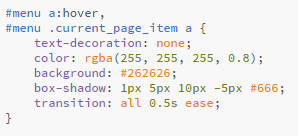 #menu a:hover,
#menu .current_page_item a {
    text-decoration: none;
    color: rgba(255, 255, 255, 0.8);
    background: #262626;
    box-shadow: 1px 5px 10px -5px #666;
    transition: all 0.5s ease;
}